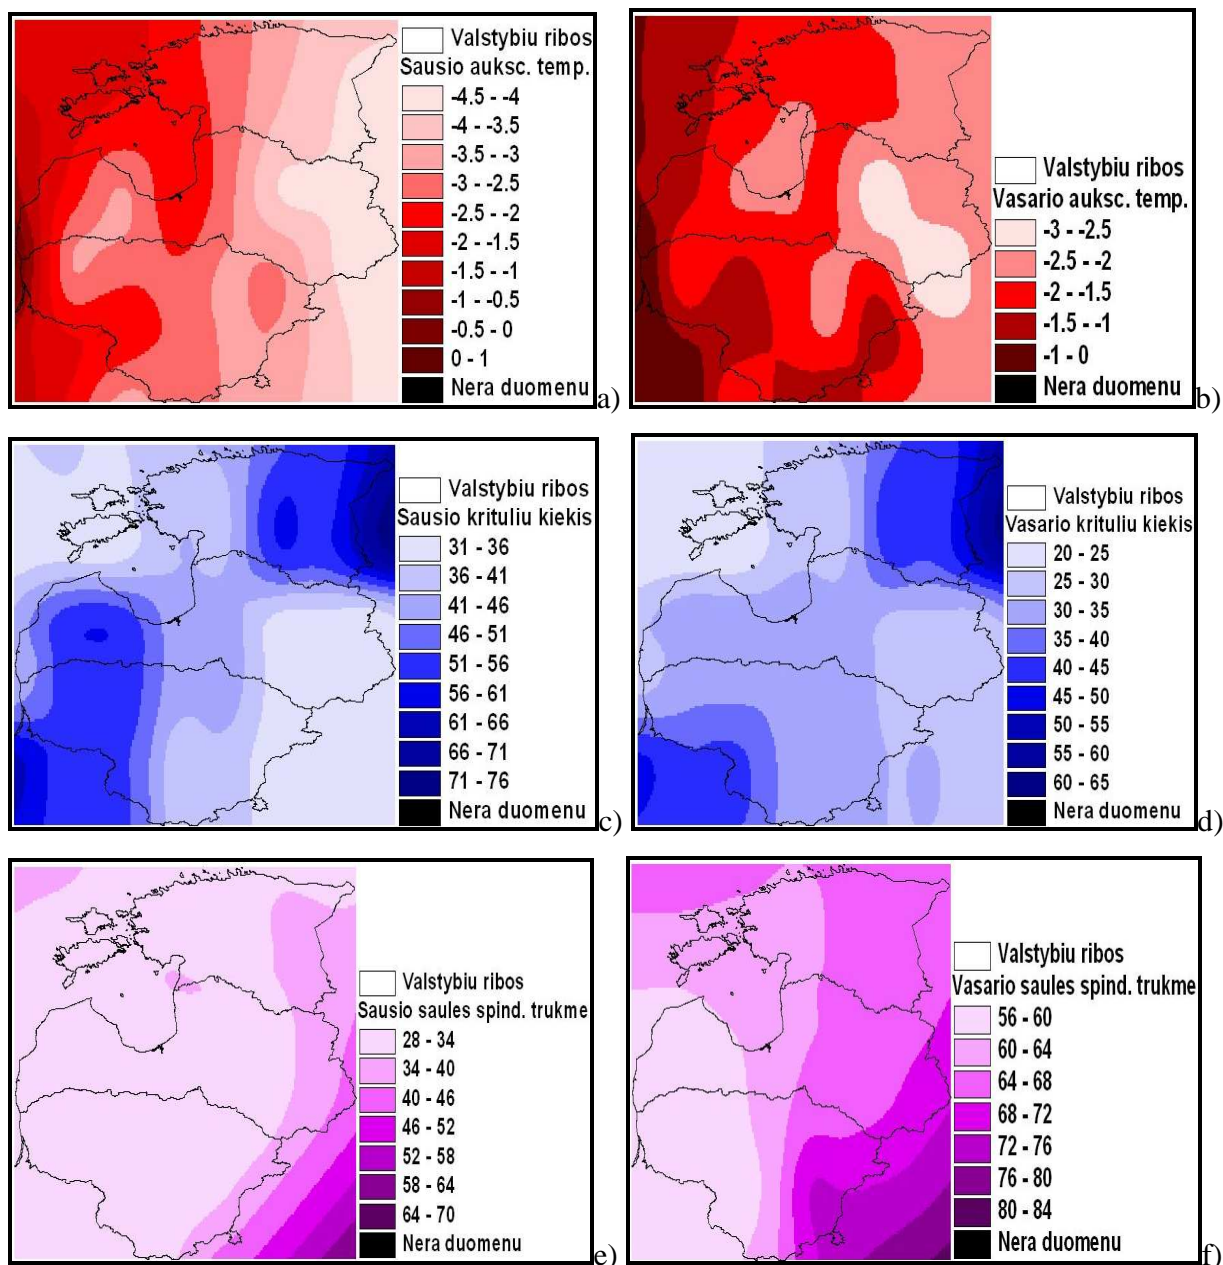 Valstybiu ribos
Sausio auksc. temp.
-4.5 - -4
-4 - -3.5
-3.5 - -3
-3 - -2.5
-2.5 - -2
-2 - -1.5
-1.5 - -1
-1 - -0.5
-0.5 - 0
0 - 1
Nera duomenu
a)
Valstybiu ribos
Vasario auksc. temp.
-3 - -2.5
-2.5 - -2
-2 - -1.5
-1.5 - -1
-1 - 0
Nera duomenu
b)
Valstybiu ribos
Sausio krituliu kiekis
31 - 36
36 - 41
41 - 46
46 - 51
51 - 56
56 - 61
61 - 66
66 - 71
71 - 76
Nera duomenu
c)
Valstybiu ribos
Vasario krituliu kiekis
20 - 25
25 - 30
30 - 35
35 - 40
40 - 45
45 - 50
50 - 55
55 - 60
60 - 65
Nera duomenu
d)
Valstybiu ribos
Sausio saules spind. trukme
28 - 34
34 - 40
40 - 46
46 - 52
52 - 58
58 - 64
64 - 70
Nera duomenu
e)
Valstybiu ribos
Vasario saules spind. trukme
56 - 60
60 - 64
64 - 68
68 - 72
72 - 76
76 - 80
80 - 84
Nera duomenu
f)